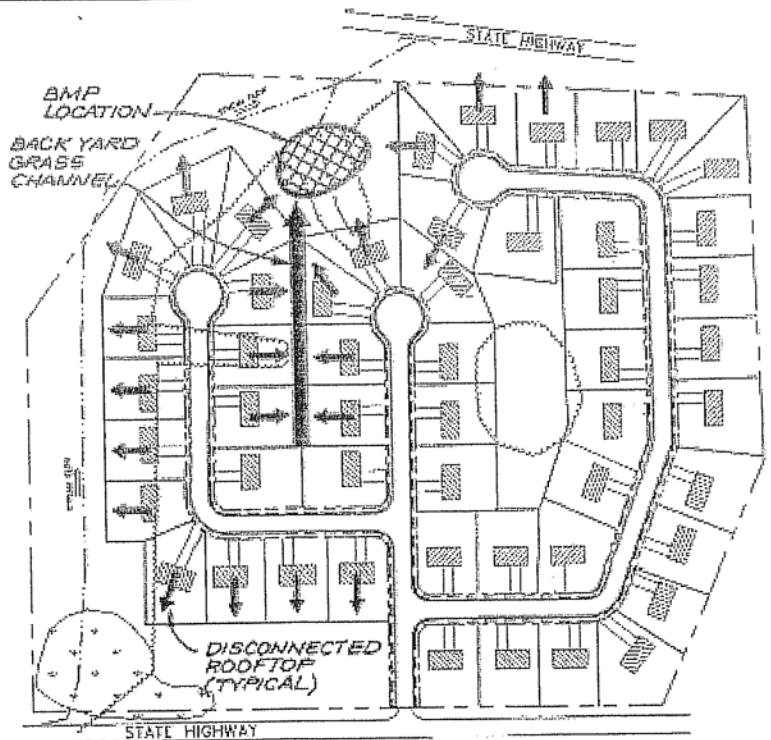 STATE HIGHWAY
BMP
LOCATION
BACK YARD
GRASS
CHANNEL
DISCONNECTED
ROOFTOP
(TYPICAL)
STATE HIGHWAY